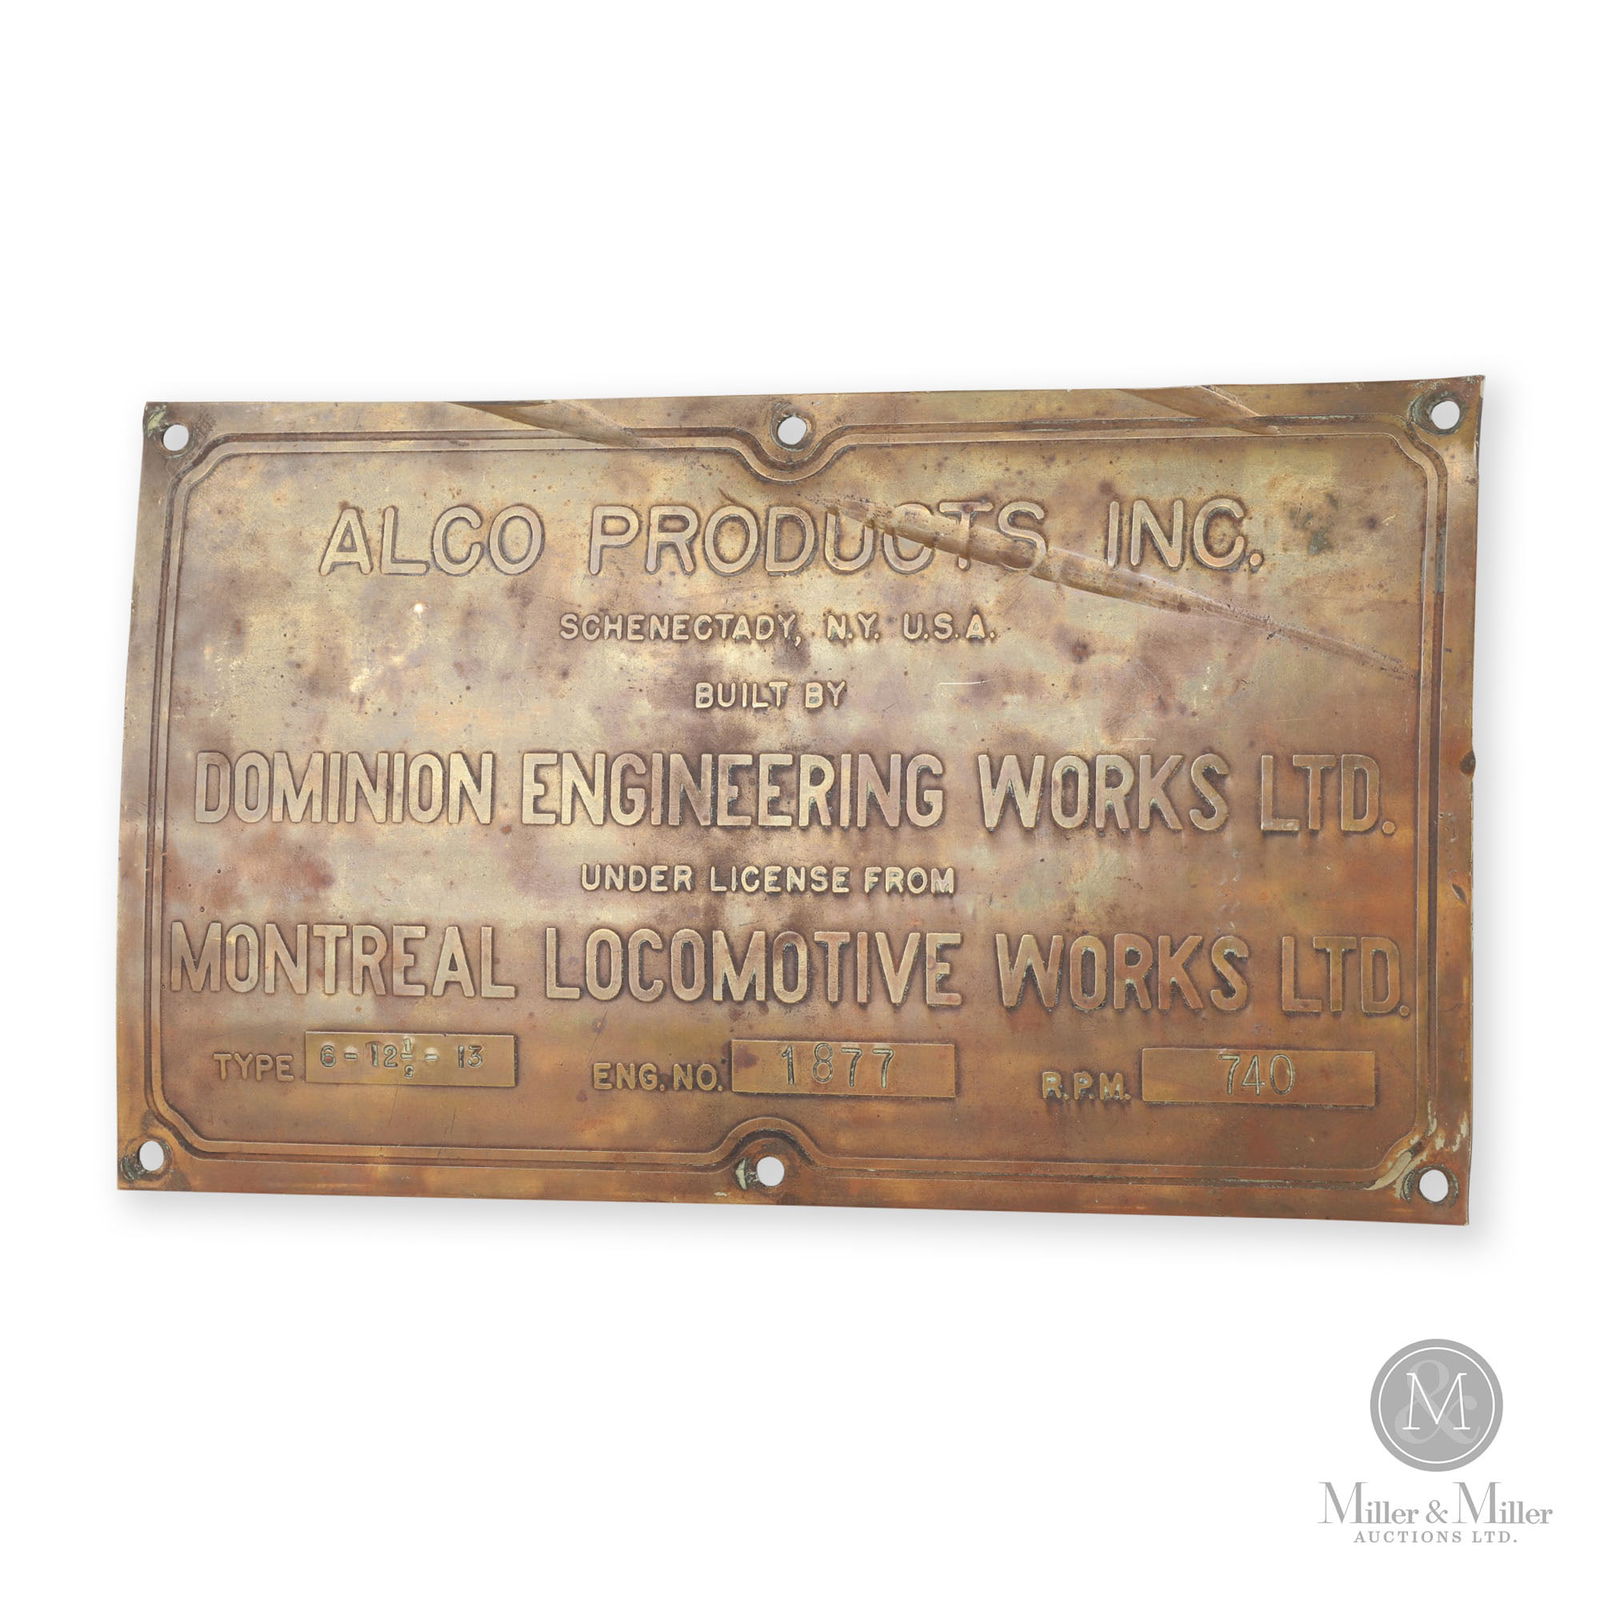 ALCO PRODUCTS INC.
SCHENECTADY, N.Y. U.S.A.
BUILT BY
DOMINION ENGINEERING WORKS LTD.
UNDER LICENSE FROM
MONTREAL LOCOMOTIVE WORKS LTD.
TYPE 6-12½-13 ENG. NO. 1877 R.P.M. 740
M&M
Miller & Miller
AUCTIONS LTD.